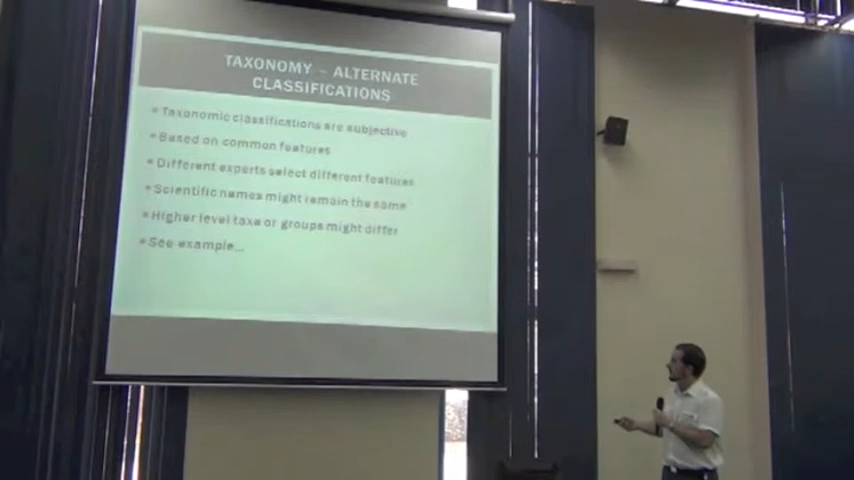 TAXONOMY – ALTERNATE
CLASSIFICATIONS
Taxonomic classifications are subjective
Based on common features
Different experts select different features
Scientific names might remain the same
Higher level taxa or groups might differ
See example...